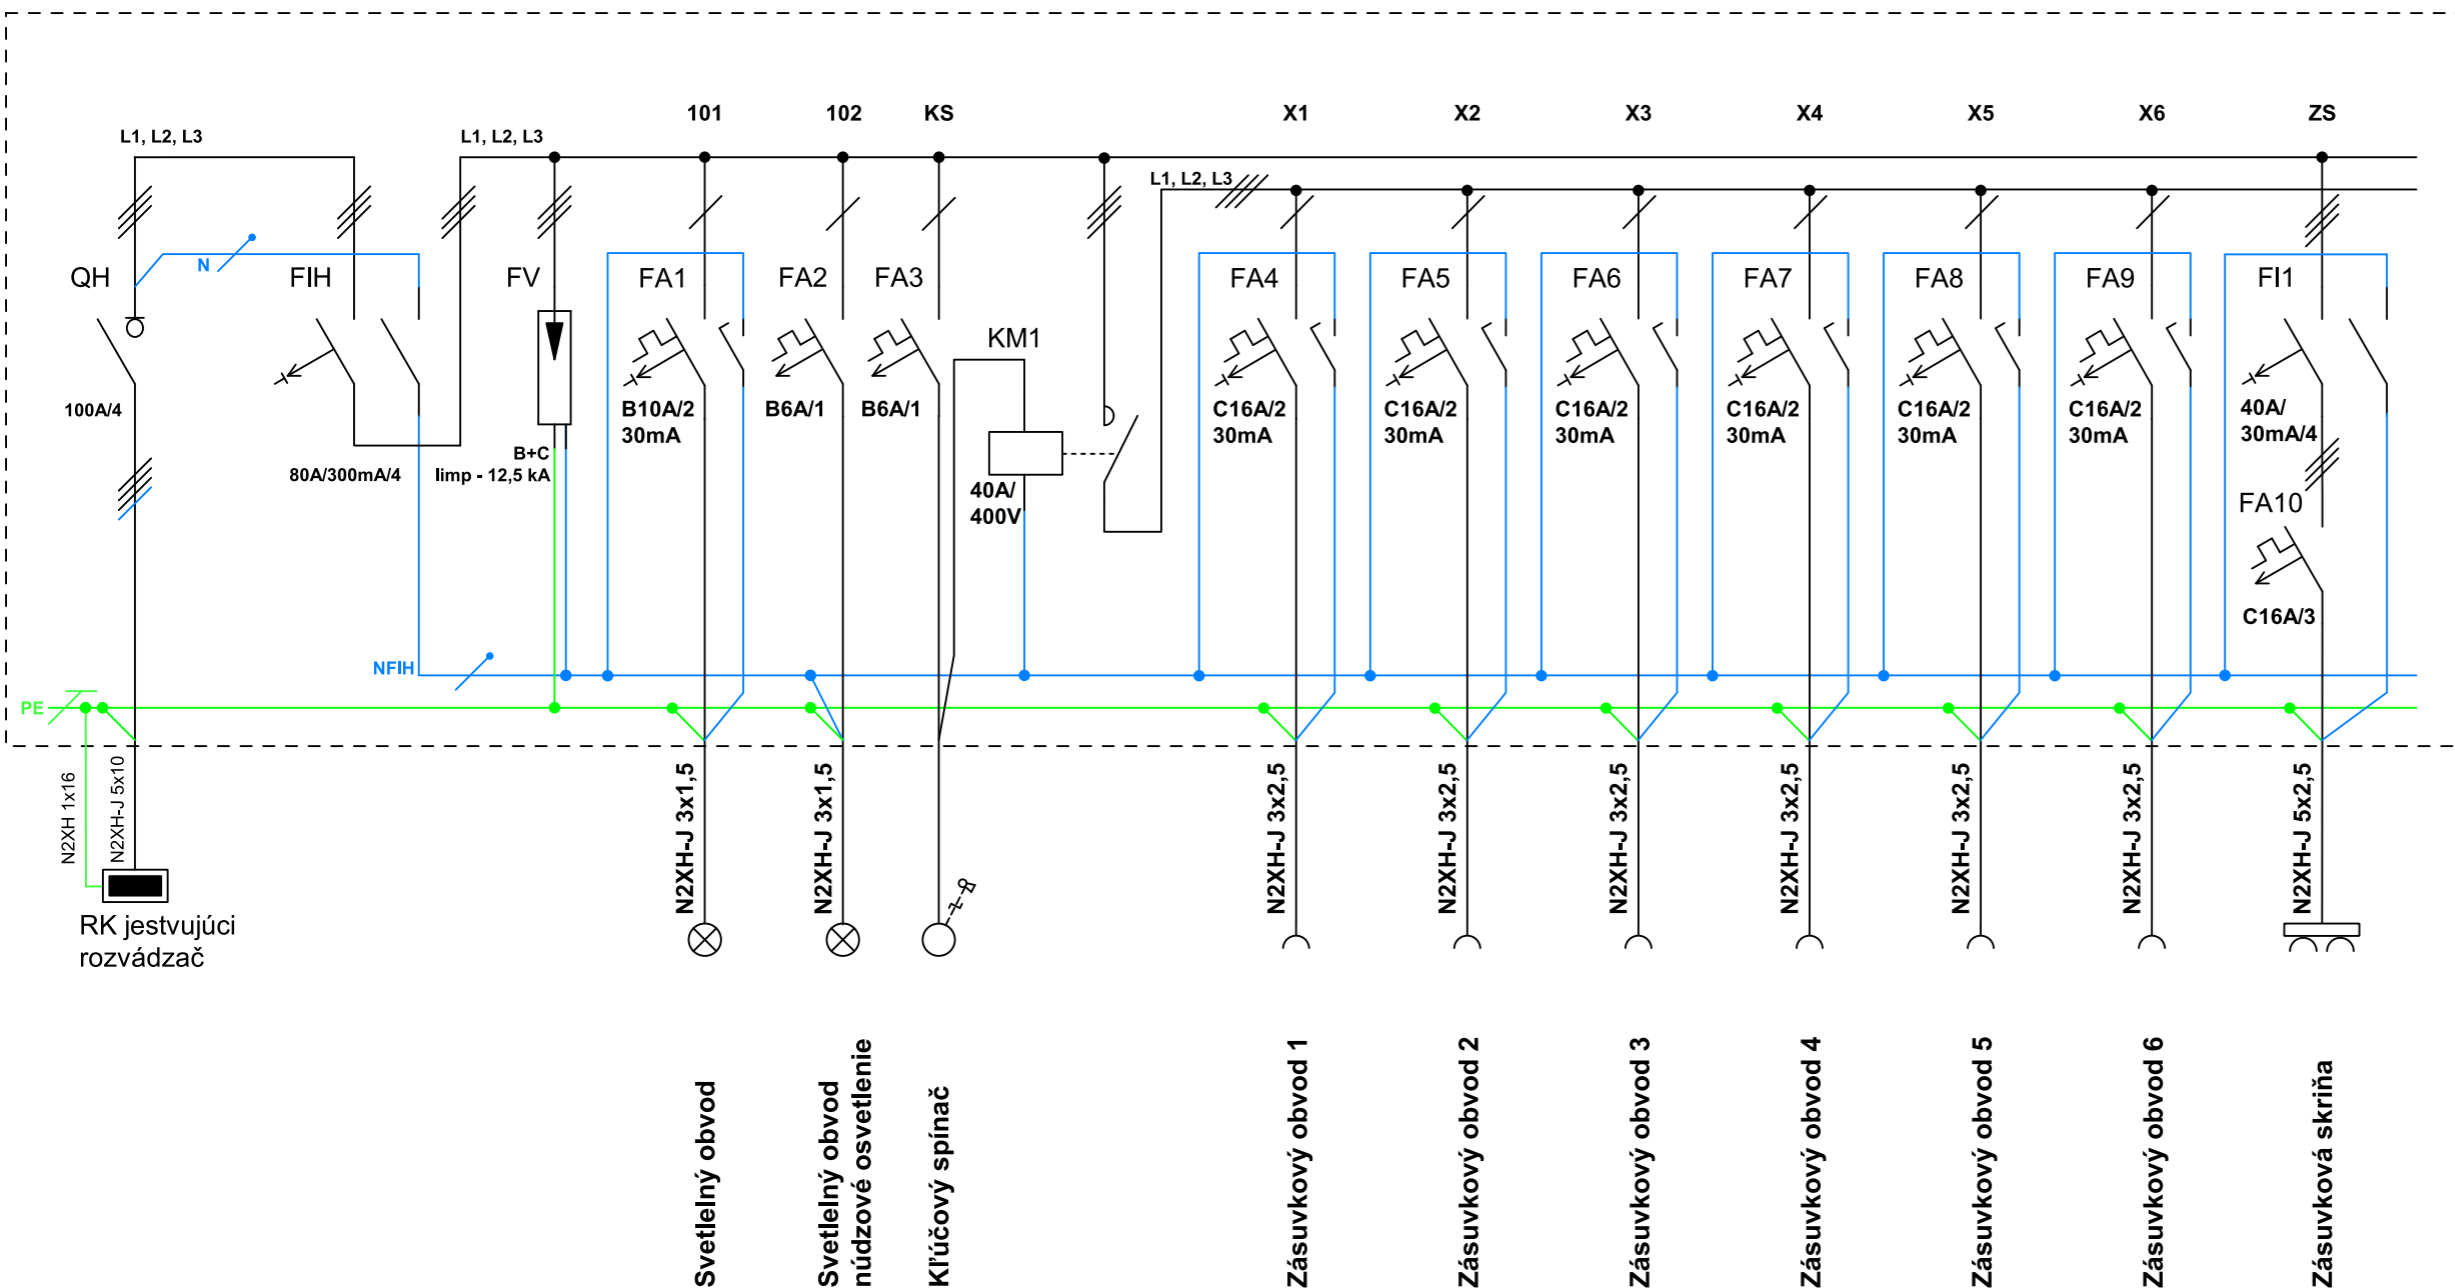 101
102
KS
X1
X2
X3
X4
X5
X6
ZS
L1, L2, L3
L1, L2, L3
L1, L2, L3
N
QH
FIH
FV
FA1
FA2
FA3
KM1
FA4
FA5
FA6
FA7
FA8
FA9
FI1
100A/4
80A/300mA/4
B+C
Iimp - 12,5 kA
B10A/2
30mA
B6A/1
B6A/1
40A/
400V
C16A/2
30mA
C16A/2
30mA
C16A/2
30mA
C16A/2
30mA
C16A/2
30mA
C16A/2
30mA
40A/
30mA/4
FA10
C16A/3
NFIH
PE
N2XH 1x16
N2XH-J 5x10
N2XH-J 3x1,5
N2XH-J 3x1,5
N2XH-J 3x2,5
N2XH-J 3x2,5
N2XH-J 3x2,5
N2XH-J 3x2,5
N2XH-J 3x2,5
N2XH-J 3x2,5
N2XH-J 5x2,5
RK jestvujúci
rozvádzač
Svetlelný obvod
Svetlelný obvod
núdzové osvetlenie
Kľúčový spínač
Zásuvkový obvod 1
Zásuvkový obvod 2
Zásuvkový obvod 3
Zásuvkový obvod 4
Zásuvkový obvod 5
Zásuvkový obvod 6
Zásuvková skriňa